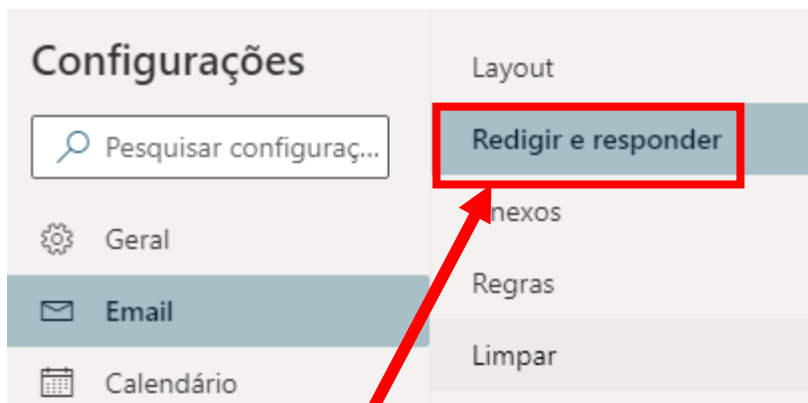 Configurações
Pesquisar configuraç...
Geral
Email
Calendário
Layout
Redigir e responder
nexos
Regras
Limpar